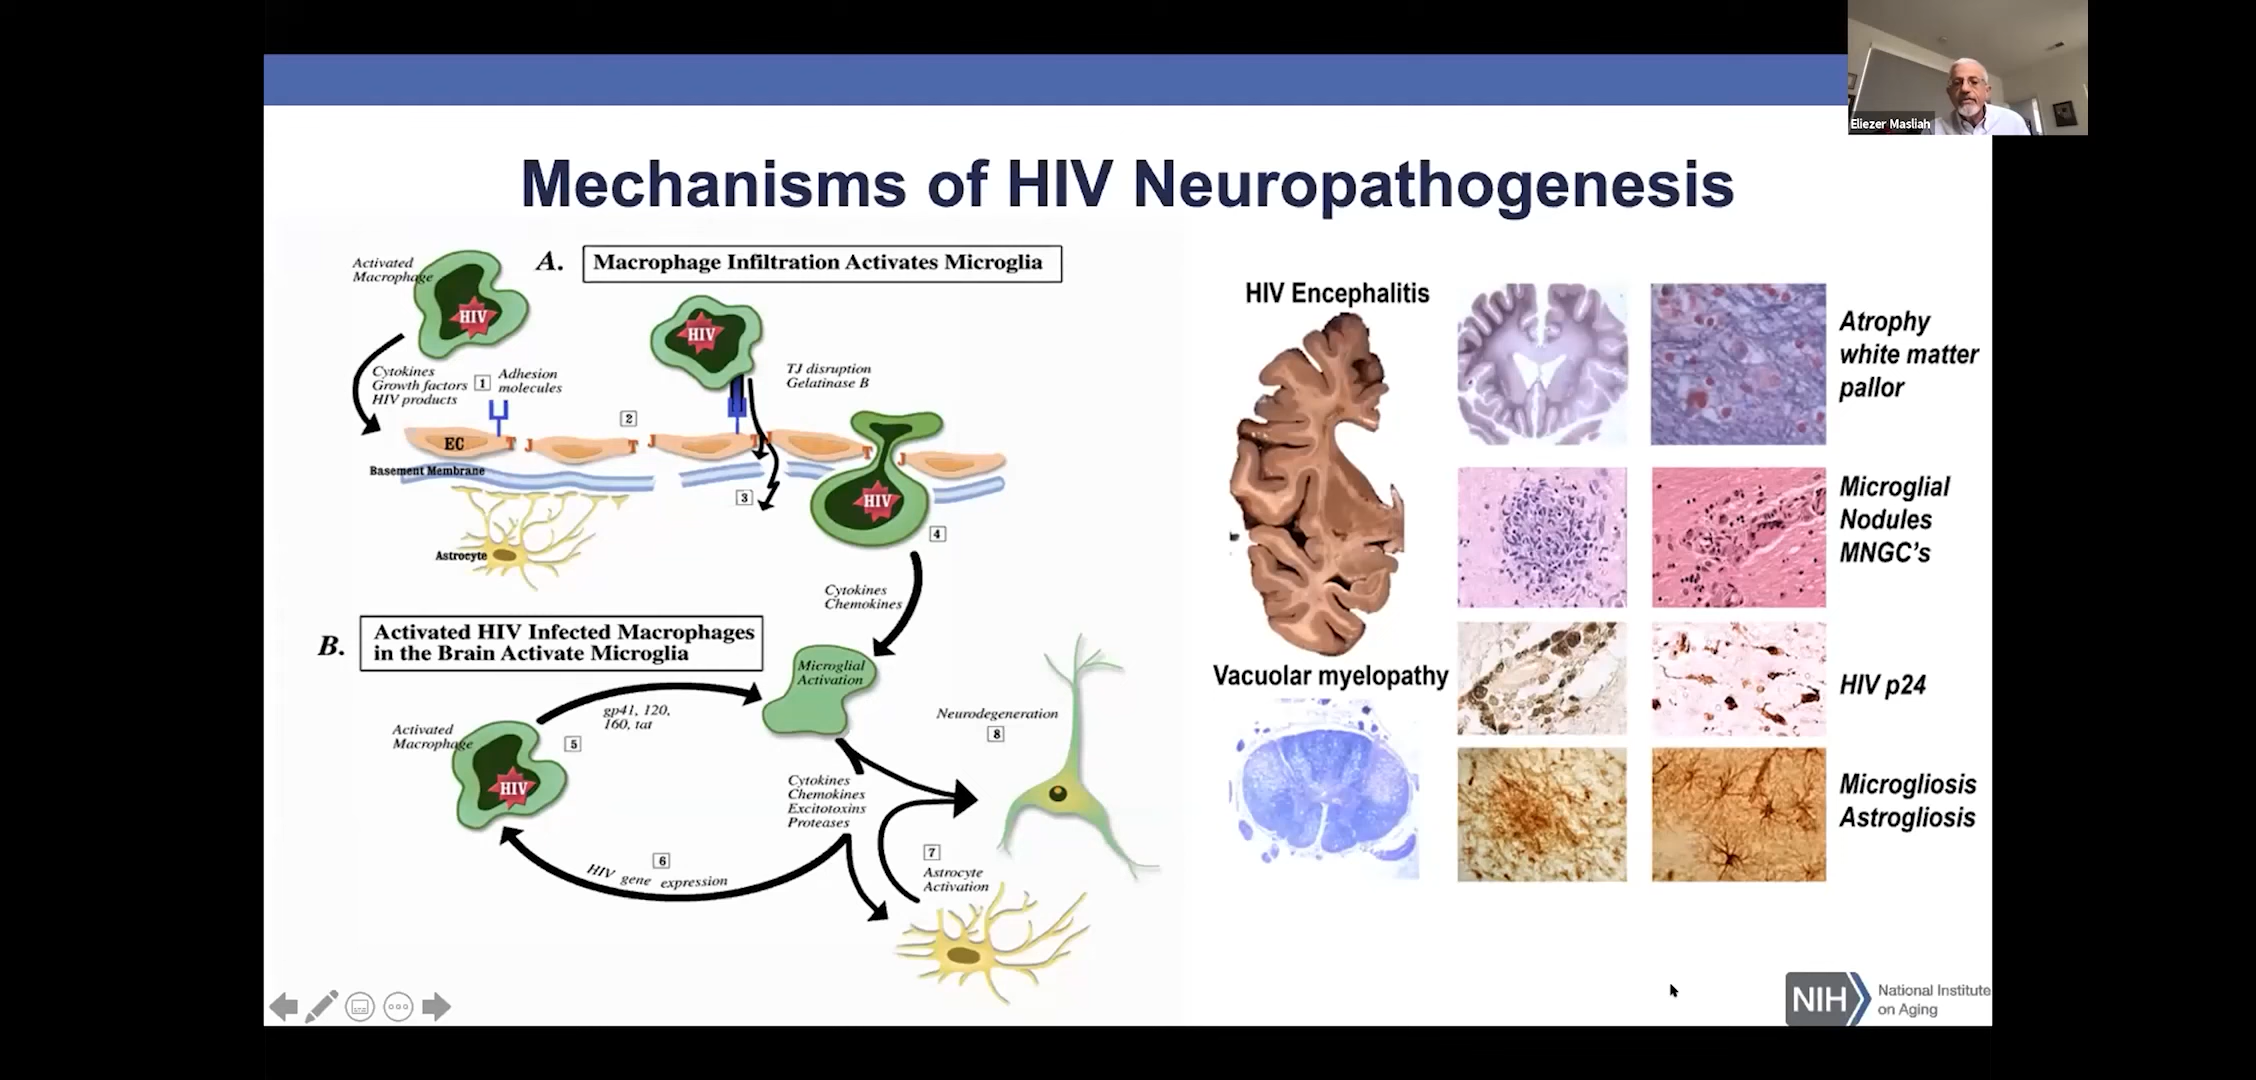 Eliezer Masliah
Mechanisms of HIV Neuropathogenesis
A.
Macrophage Infiltration Activates Microglia
Activated
Macrophage
HIV
HIV
Cytokines
Growth factors
HIV products
1
Adhesion
molecules
2
TJ disruption
Gelatinase B
EC
T J
T J
T J
T J
Basement Membrane
3
HIV
4
Astrocyte
Cytokines
Chemokines
B.
Activated HIV Infected Macrophages
in the Brain Activate Microglia
Microglial
Activation
gp41, 120,
160, tat
Activated
Macrophage
5
HIV
Neurodegeneration
8
Cytokines
Chemokines
Excitotoxins
Proteases
6
HIV gene expression
7
Astrocyte
Activation
HIV Encephalitis
Vacuolar myelopathy
Atrophy
white matter
pallor
Microglial
Nodules
MNGC's
HIV p24
Microgliosis
Astrogliosis
NIH
National Institute
on Aging